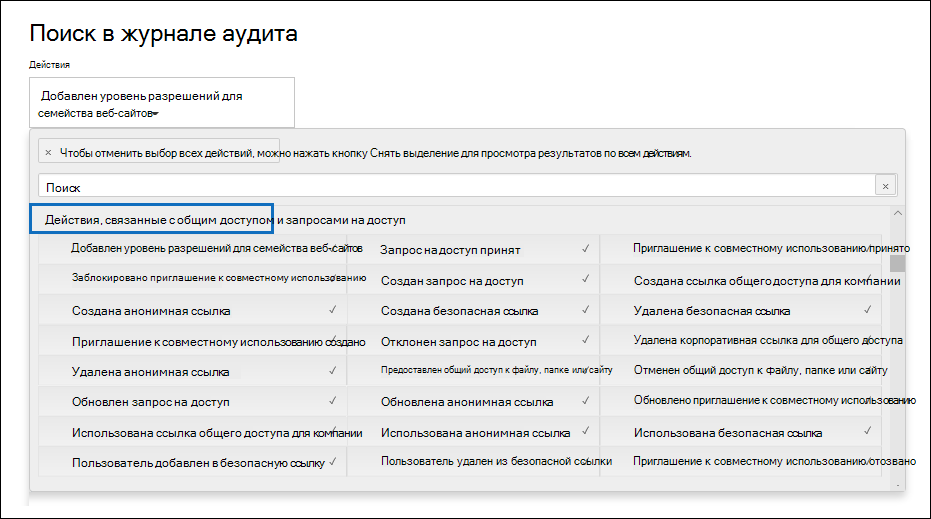 Поиск в журнале аудита
Действия
Добавлен уровень разрешений для
семейства веб-сайтов
× Чтобы отменить выбор всех действий, можно нажать кнопку Снять выделение для просмотра результатов по всем действиям.
Поиск ×
Действия, связанные с общим доступом и запросами на доступ
Добавлен уровень разрешений для семейства веб-сайтов ✓ Запрос на доступ принят ✓ Приглашение к совместному использованию принято ✓
Заблокировано приглашение к совместному использованию ✓ Создан запрос на доступ ✓ Создана ссылка общего доступа для компании ✓
Создана анонимная ссылка ✓ Создана безопасная ссылка ✓ Удалена безопасная ссылка ✓
Приглашение к совместному использованию создано ✓ Отклонен запрос на доступ ✓ Удалена корпоративная ссылка для общего доступа ✓
Удалена анонимная ссылка ✓ Предоставлен общий доступ к файлу, папке или сайту ✓ Отменен общий доступ к файлу, папке или сайту ✓
Обновлен запрос на доступ ✓ Обновлена анонимная ссылка ✓ Обновлено приглашение к совместному использованию ✓
Использована ссылка общего доступа для компании ✓ Использована анонимная ссылка ✓ Использована безопасная ссылка ✓
Пользователь добавлен в безопасную ссылку ✓ Пользователь удален из безопасной ссылки ✓ Приглашение к совместному использованию отозвано ✓